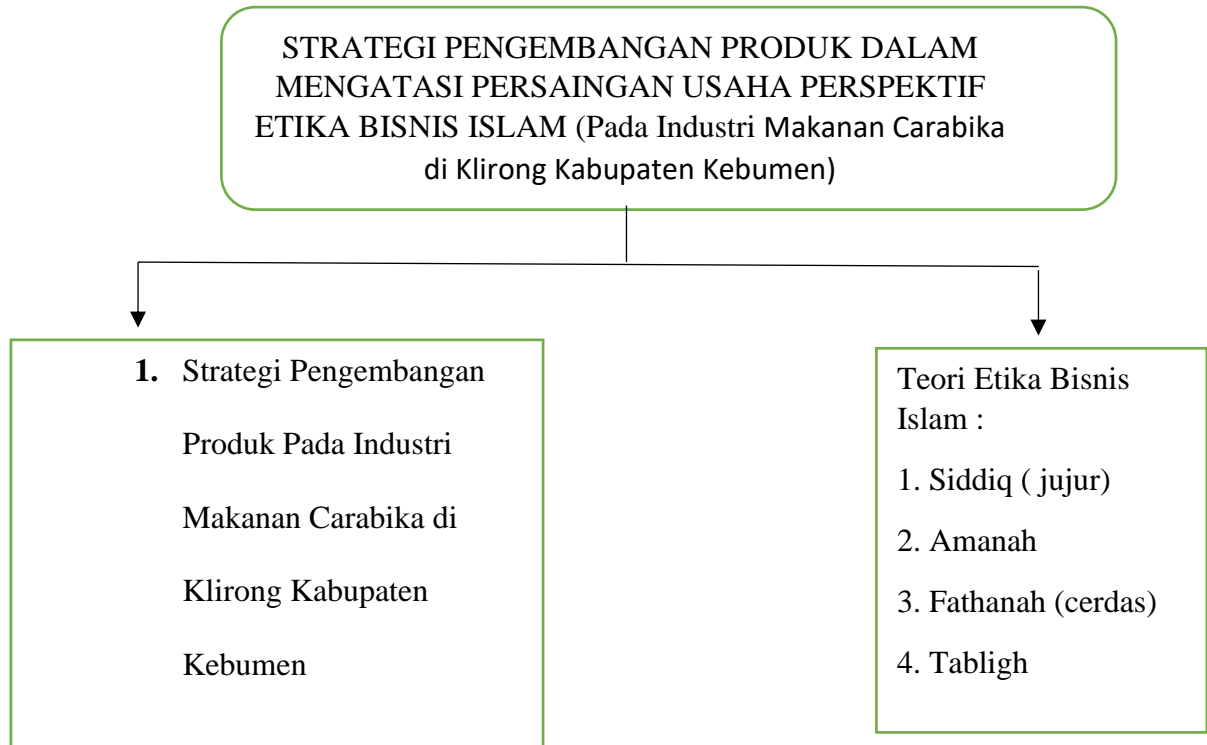 STRATEGI PENGEMBANGAN PRODUK DALAM
MENGATASI PERSAINGAN USAHA PERSPEKTIF
ETIKA BISNIS ISLAM (Pada Industri Makanan Carabika
di Klirong Kabupaten Kebumen)
1. Strategi Pengembangan
Produk Pada Industri
Makanan Carabika di
Klirong Kabupaten
Kebumen
Teori Etika Bisnis
Islam :
1. Siddiq ( jujur)
2. Amanah
3. Fathanah (cerdas)
4. Tabligh